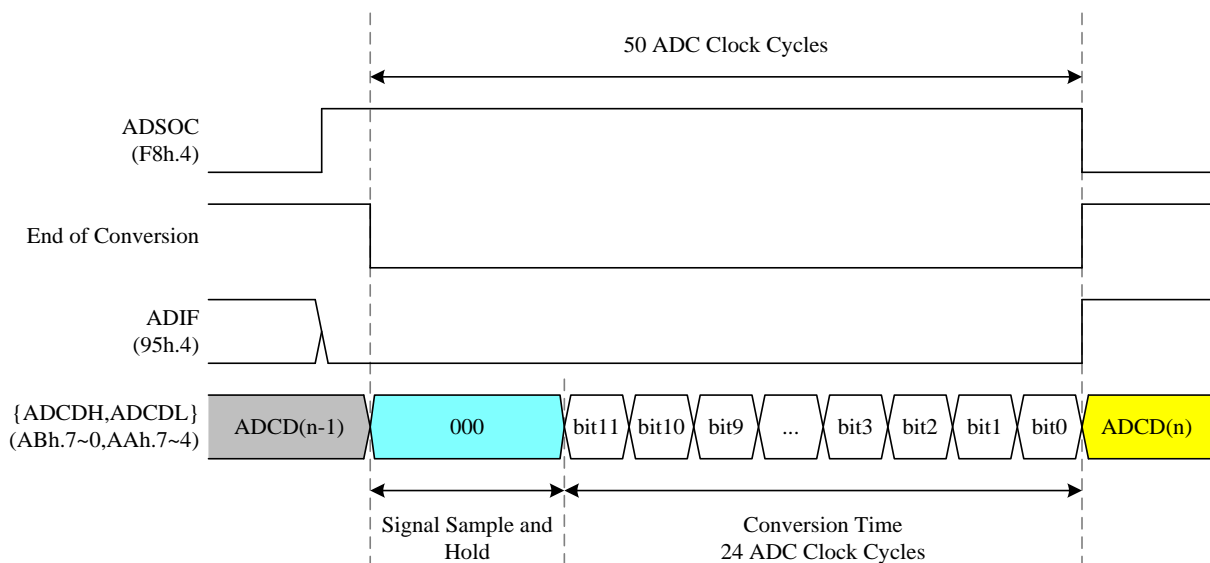 50 ADC Clock Cycles
ADSOC
(F8h.4)
End of Conversion
ADIF
(95h.4)
{ADCDH,ADCDL}
(ABh.7~0,AAh.7~4)
ADCD(n-1)
000
bit11
bit10
bit9
...
bit3
bit2
bit1
bit0
ADCD(n)
Signal Sample and
Hold
Conversion Time
24 ADC Clock Cycles